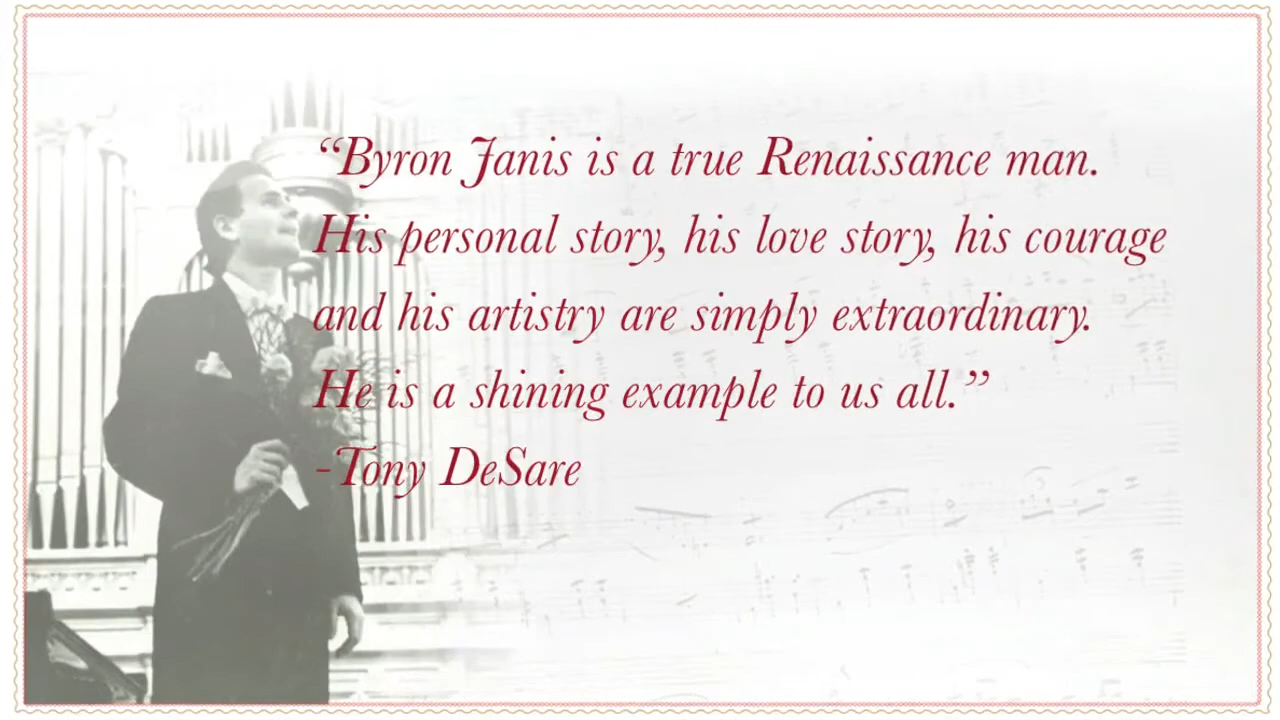 “Byron Janis is a true Renaissance man.
His personal story, his love story, his courage
and his artistry are simply extraordinary.
He is a shining example to us all.”
-Tony DeSare